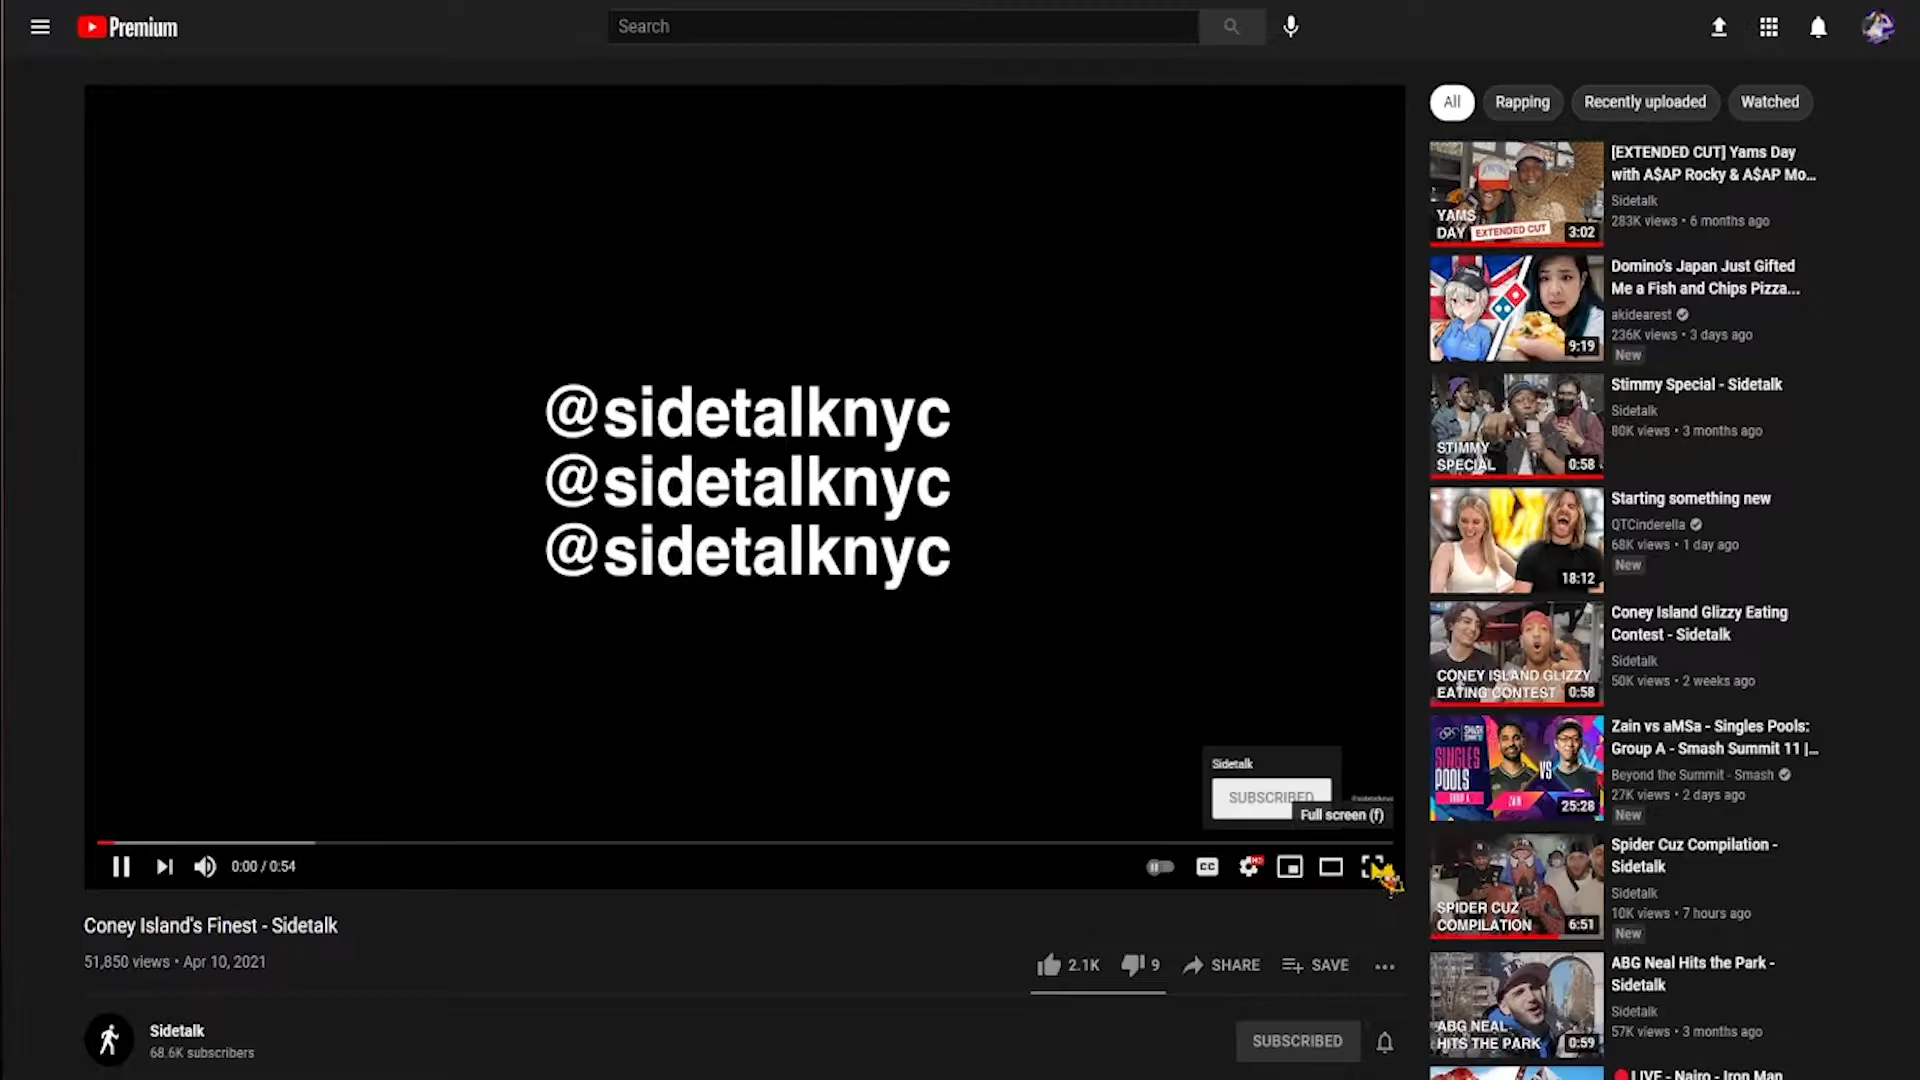 Premium
Search
@sidetalknyc
@sidetalknyc
@sidetalknyc
Sidetalk
SUBSCRIBED
Full screen (f)
0:00 / 0:54
CC
HD
Coney Island's Finest - Sidetalk
51,850 views • Apr 10, 2021
2.1K
9
SHARE
SAVE
Sidetalk
68.6K subscribers
SUBSCRIBED
All
Rapping
Recently uploaded
Watched
YAMS
DAY EXTENDED CUT
3:02
[EXTENDED CUT] Yams Day
with A$AP Rocky & A$AP Mo...
Sidetalk
283K views • 6 months ago
9:19
Domino's Japan Just Gifted
Me a Fish and Chips Pizza...
akidearest
236K views • 3 days ago
New
STIMMY
SPECIAL
0:58
Stimmy Special - Sidetalk
Sidetalk
80K views • 3 months ago
18:12
Starting something new
QTCinderella
68K views • 1 day ago
New
CONEY ISLAND GLIZZY
EATING CONTEST
0:58
Coney Island Glizzy Eating
Contest - Sidetalk
Sidetalk
50K views • 2 weeks ago
SINGLES
POOLS
VS
ZAIN
25:28
Zain vs aMSa - Singles Pools:
Group A - Smash Summit 11 |...
Beyond the Summit - Smash
27K views • 2 days ago
New
SPIDER CUZ
COMPILATION
6:51
Spider Cuz Compilation -
Sidetalk
Sidetalk
10K views • 7 hours ago
New
ABG NEAL
HITS THE PARK
0:59
ABG Neal Hits the Park -
Sidetalk
Sidetalk
57K views • 3 months ago
LIVE - Nairo - Iron Man